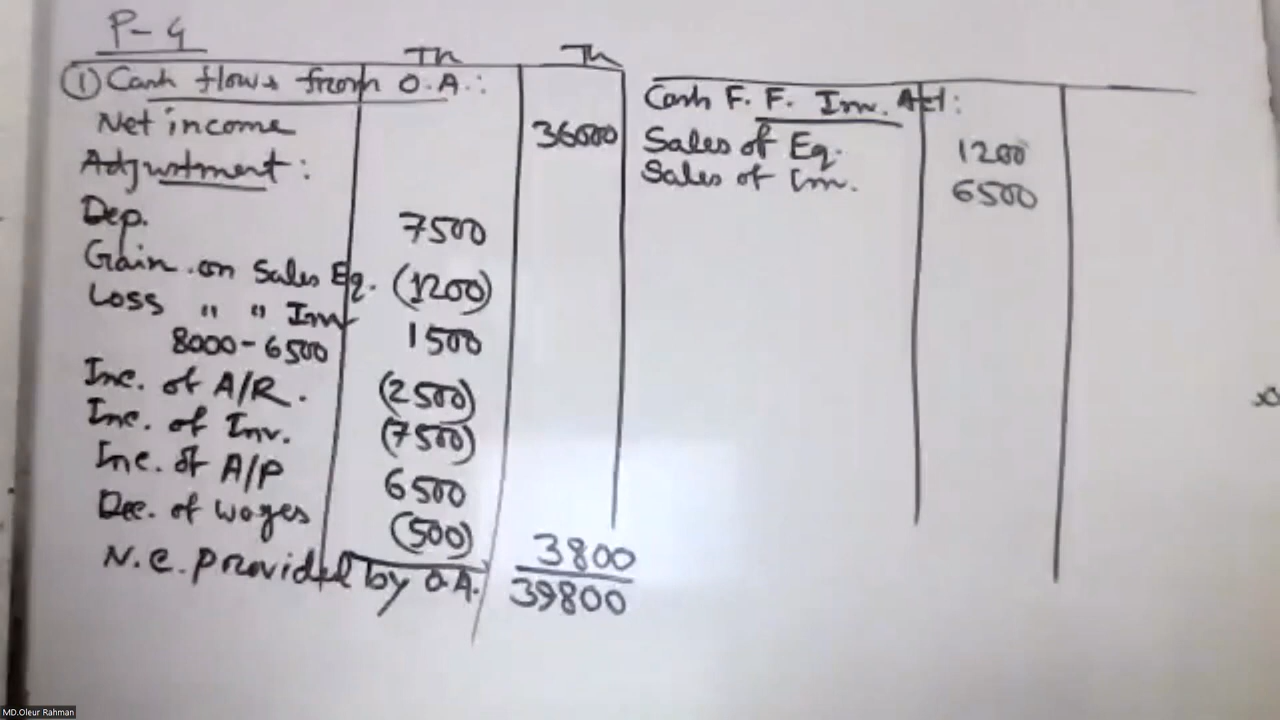 P-4
Tk Tk
① Cash flows from O.A.:
Net income 36000
Adjustment:
Dep. 7500
Gain on Sales Eq. (1200)
Loss " " Inv
8000-6500 1500
Inc. of A/R. (2500)
Inc. of Inv. (7500)
Inc. of A/P 6500
Dec. of wages (500) 3800
N.C. provided by O.A. 39800
Cash F. F. Inv. Act:
Sales of Eq. 1200
Sales of Inv. 6500
MD.Oleur Rahman